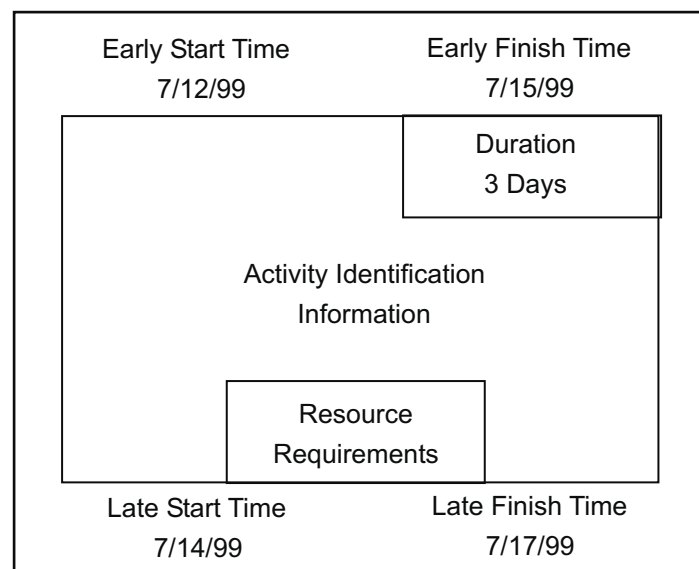 Early Start Time
7/12/99
Early Finish Time
7/15/99
Duration
3 Days
Activity Identification
Information
Resource
Requirements
Late Start Time
7/14/99
Late Finish Time
7/17/99